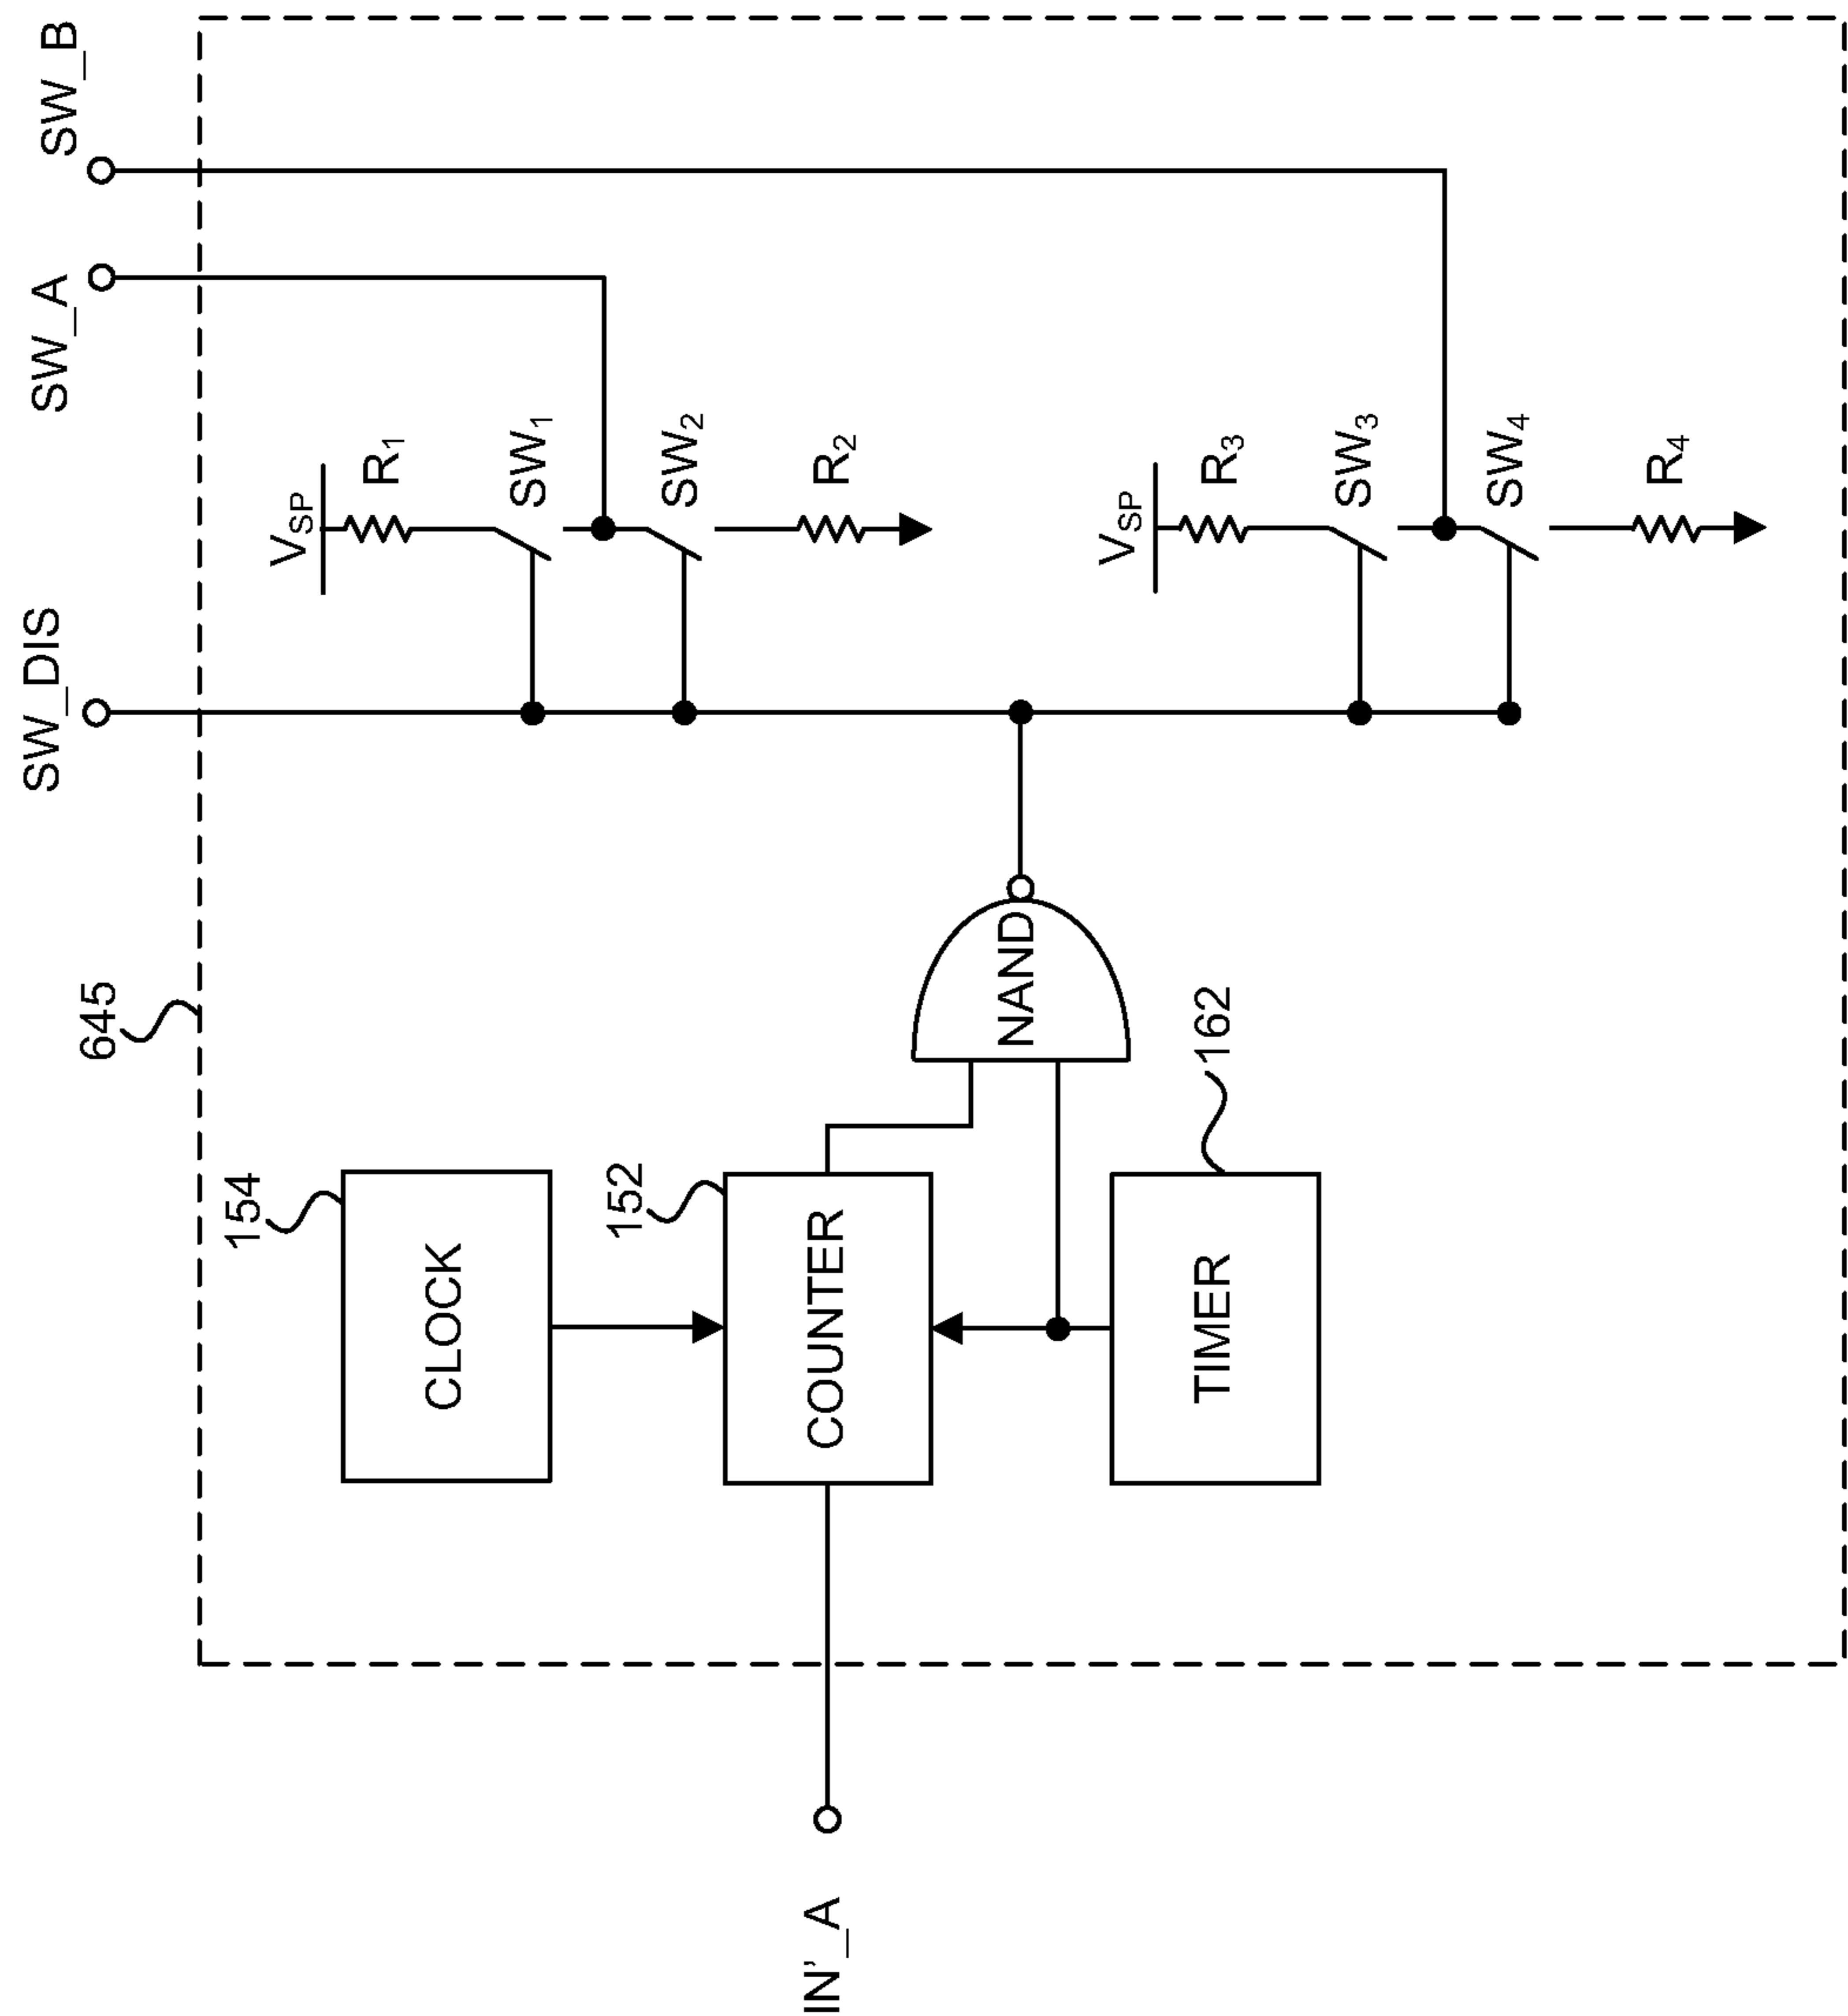 SW_DIS
SW_A
SW_B
645
VSP
R1
SW1
SW2
R2
VSP
R3
SW3
SW4
R4
154
CLOCK
152
COUNTER
NAND
162
TIMER
IN'_A